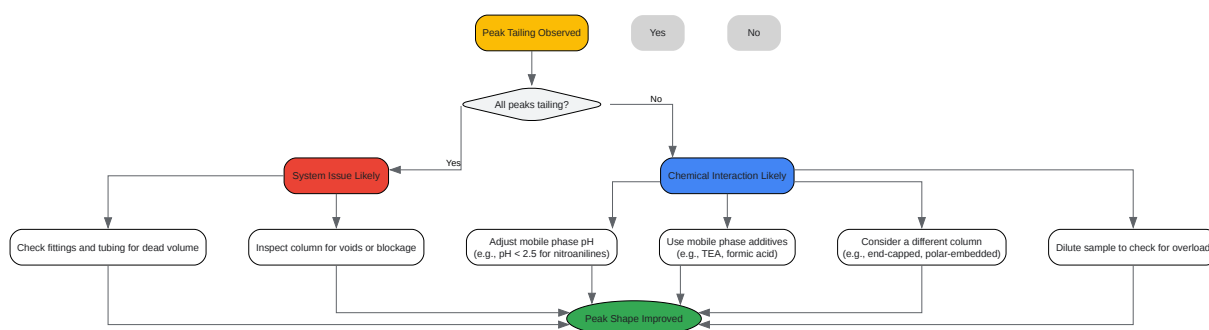 Peak Tailing Observed
Yes
No
All peaks tailing?
No
Yes
System Issue Likely
Chemical Interaction Likely
Check fittings and tubing for dead volume
Inspect column for voids or blockage
Adjust mobile phase pH
(e.g., pH < 2.5 for nitroanilines)
Use mobile phase additives
(e.g., TEA, formic acid)
Consider a different column
(e.g., end-capped, polar-embedded)
Dilute sample to check for overload
Peak Shape Improved